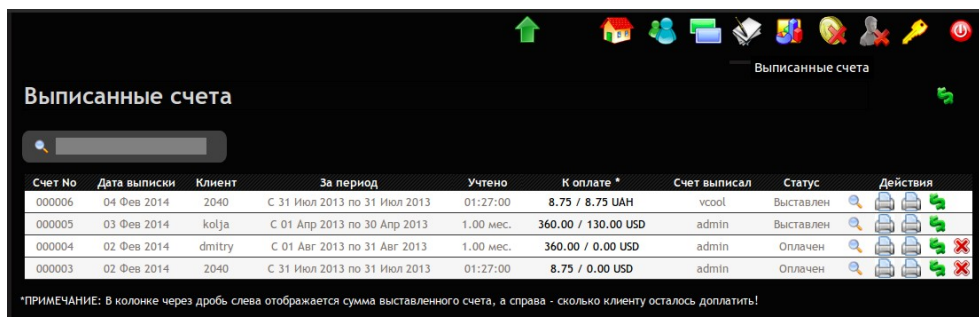 Выписанные счета
Выписанные счета
Счет No Дата выписки Клиент За период Учтено К оплате * Счет выписал Статус Действия
000006 04 Фев 2014 2040 С 31 Июл 2013 по 31 Июл 2013 01:27:00 8.75 / 8.75 UAH vcool Выставлен
000005 03 Фев 2014 kolja С 01 Апр 2013 по 30 Апр 2013 1.00 мес. 360.00 / 130.00 USD admin Выставлен
000004 02 Фев 2014 dmitry С 01 Авг 2013 по 31 Авг 2013 1.00 мес. 360.00 / 0.00 USD admin Оплачен
000003 02 Фев 2014 2040 С 31 Июл 2013 по 31 Июл 2013 01:27:00 8.75 / 0.00 USD admin Оплачен
*ПРИМЕЧАНИЕ: В колонке через дробь слева отображается сумма выставленного счета, а справа - сколько клиенту осталось доплатить!